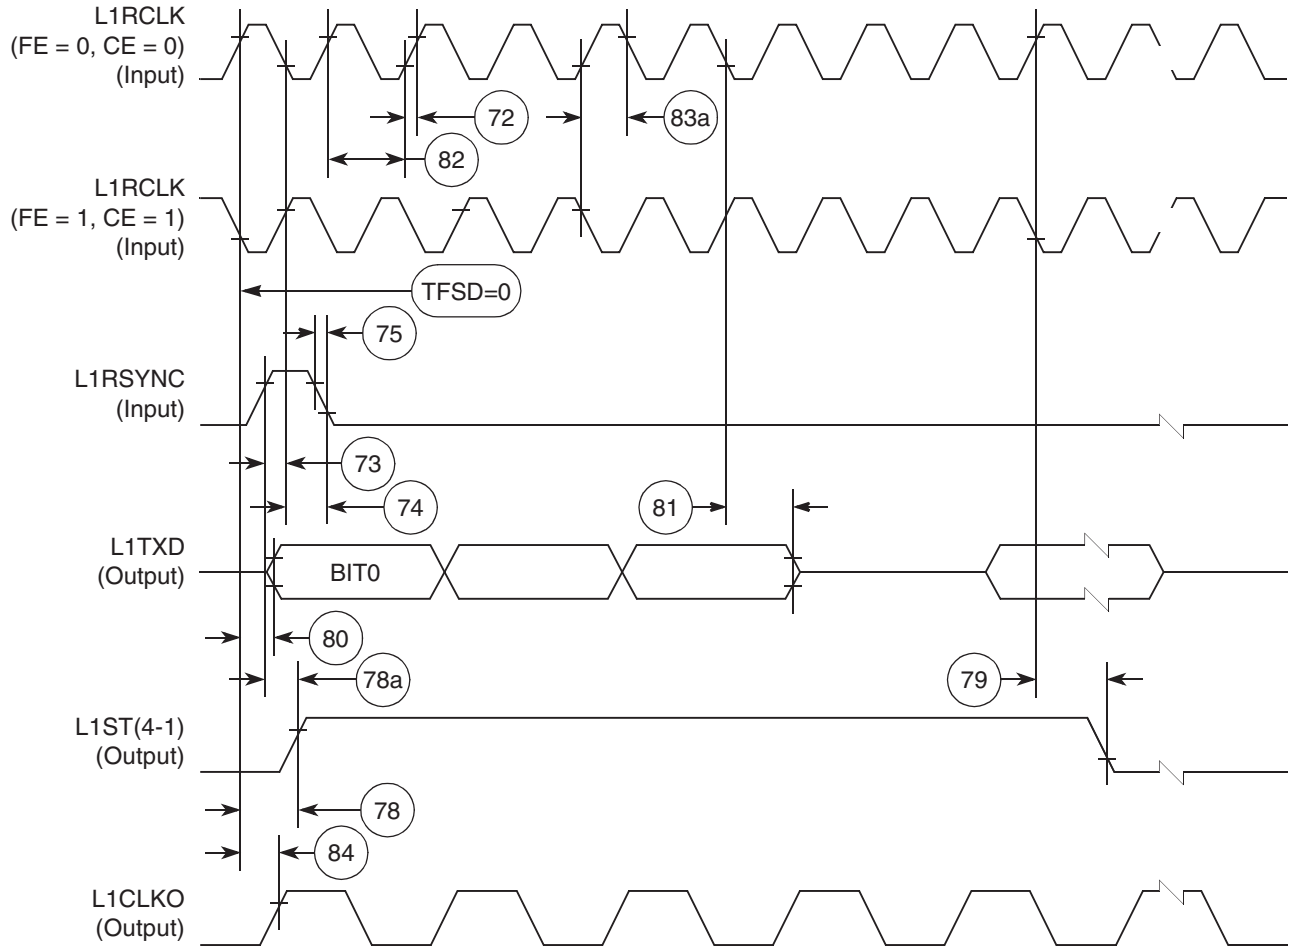 L1RCLK
(FE = 0, CE = 0)
(Input)
72
83a
82
L1RCLK
(FE = 1, CE = 1)
(Input)
TFSD=0
75
L1RSYNC
(Input)
73
74
81
L1TXD
(Output)
BIT0
80
78a
79
L1ST(4-1)
(Output)
78
84
L1CLKO
(Output)